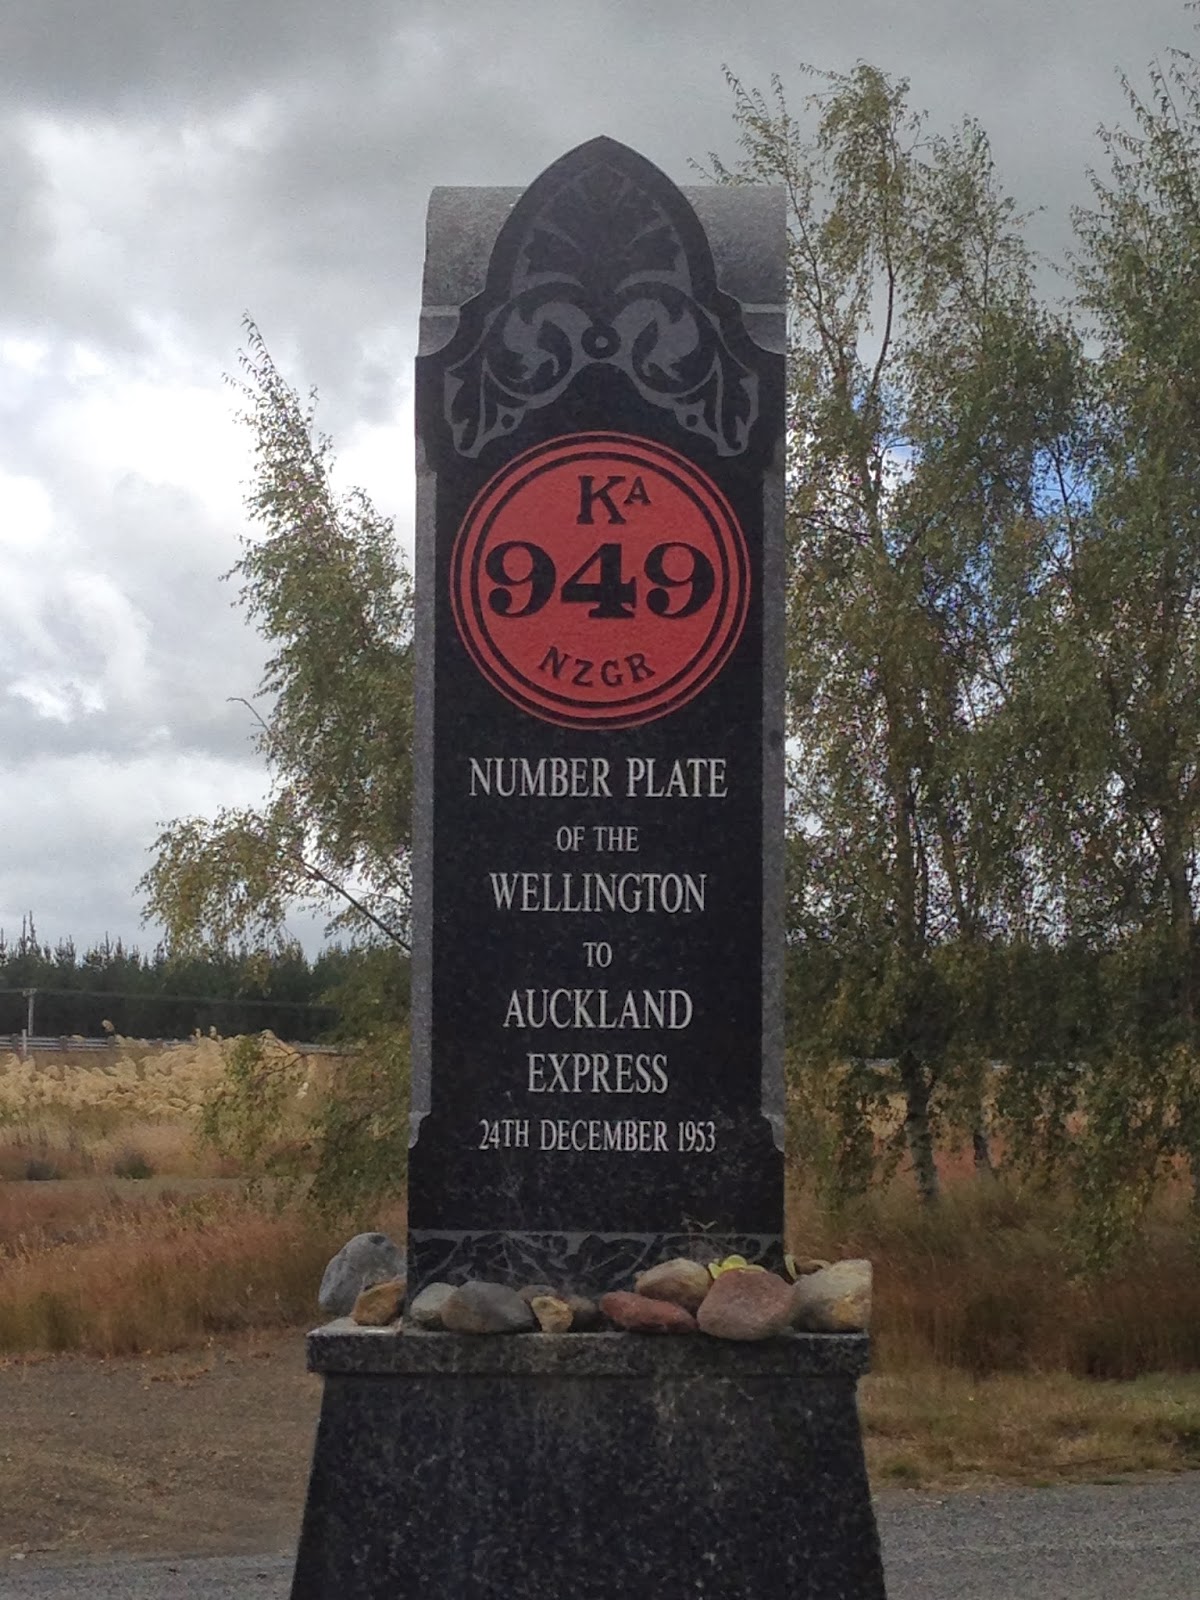 KA
949
NZGR
NUMBER PLATE
OF THE
WELLINGTON
TO
AUCKLAND
EXPRESS
24TH DECEMBER 1953